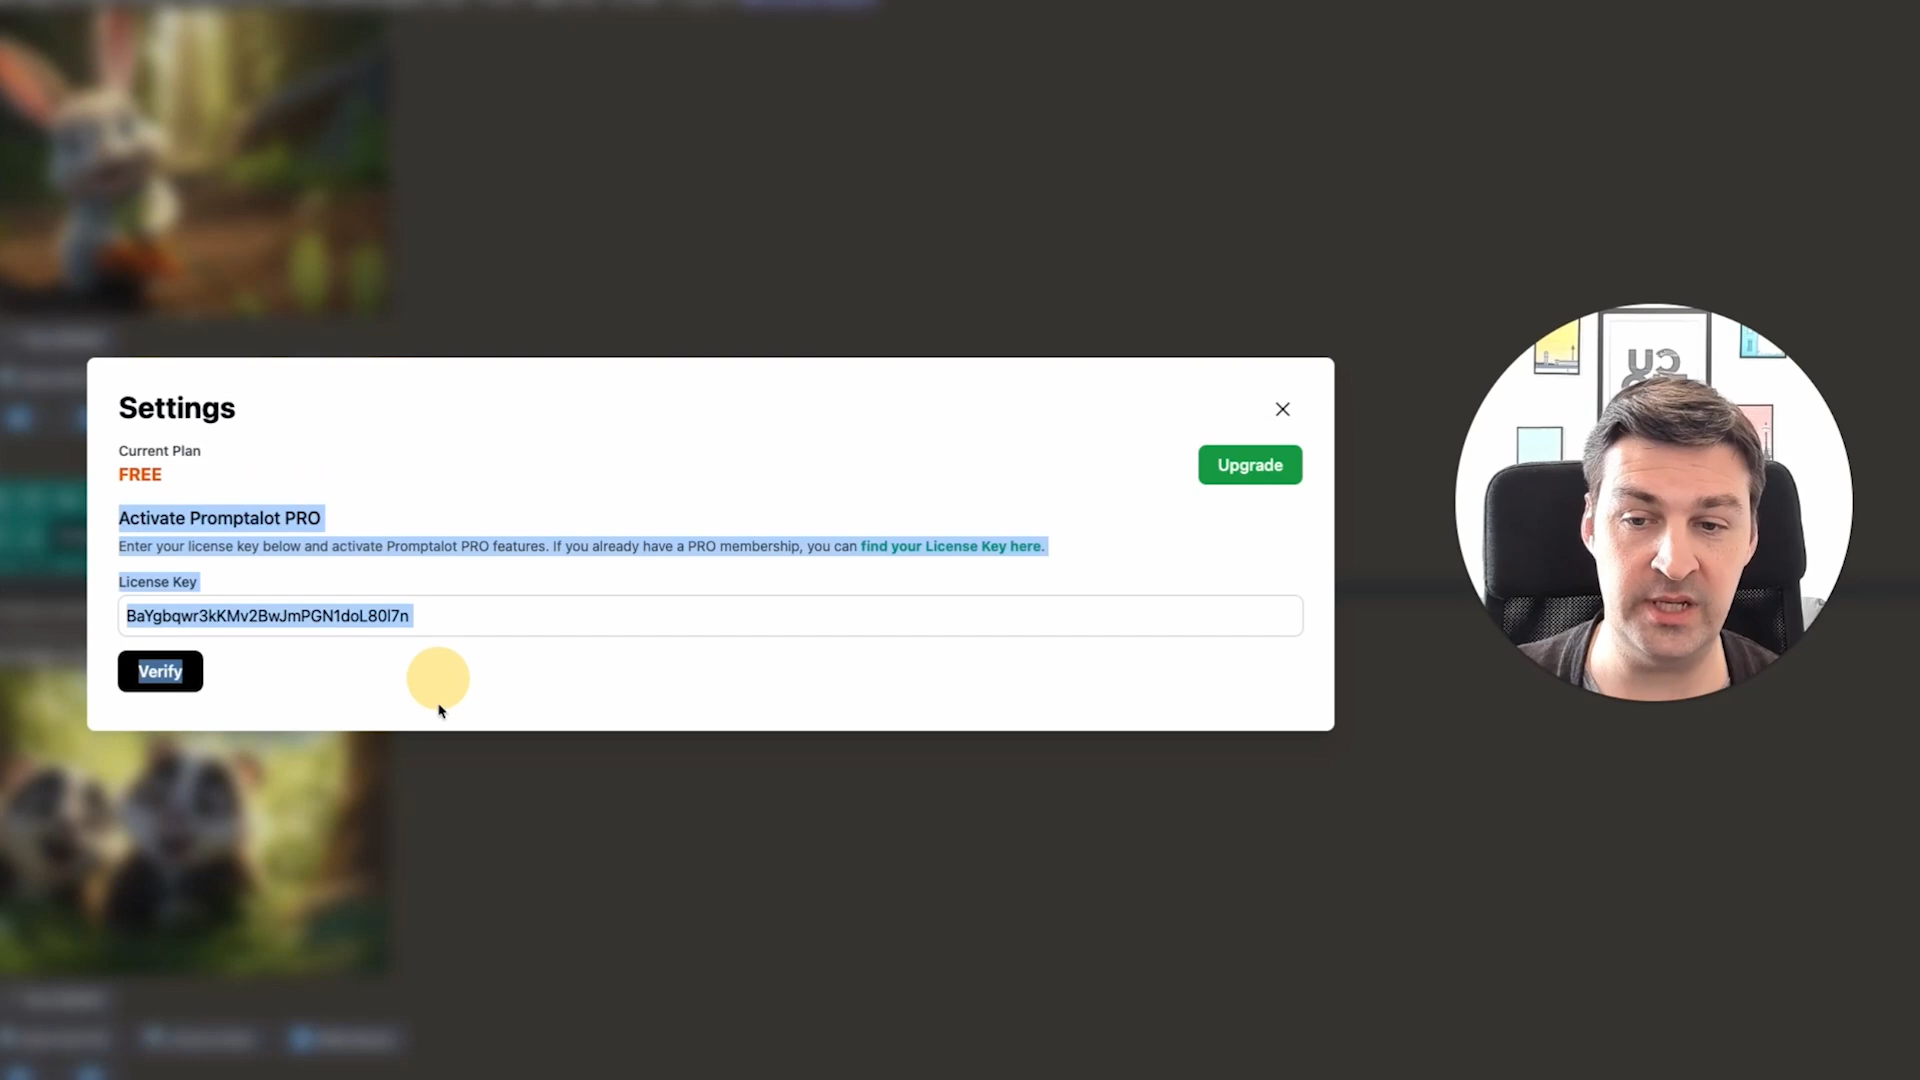 Settings
Current Plan
FREE
Upgrade
Activate Promptalot PRO
Enter your license key below and activate Promptalot PRO features. If you already have a PRO membership, you can find your License Key here.
License Key
BaYgbqwr3kKMv2BwJmPGN1doL80l7n
Verify